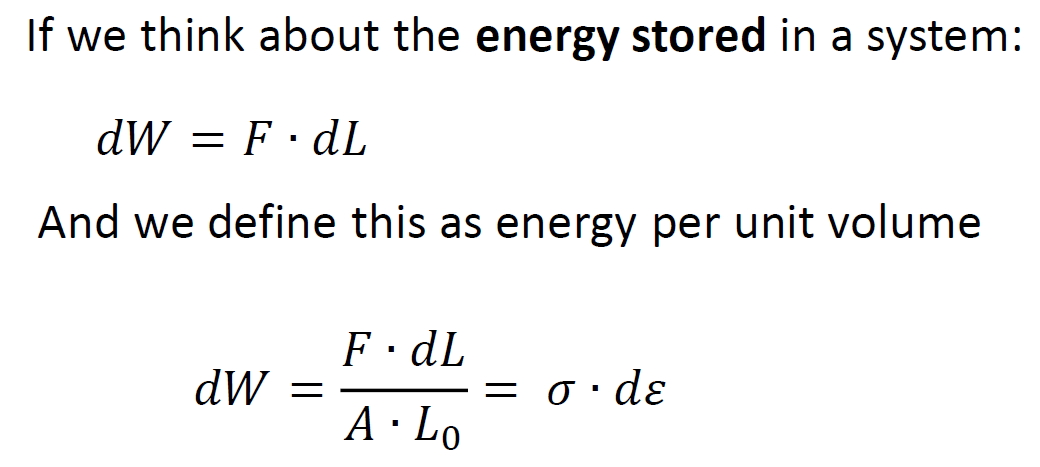 If we think about the energy stored in a system:
dW = F · dL
And we define this as energy per unit volume
dW = \frac{F · dL}{A · L₀} = σ · dε